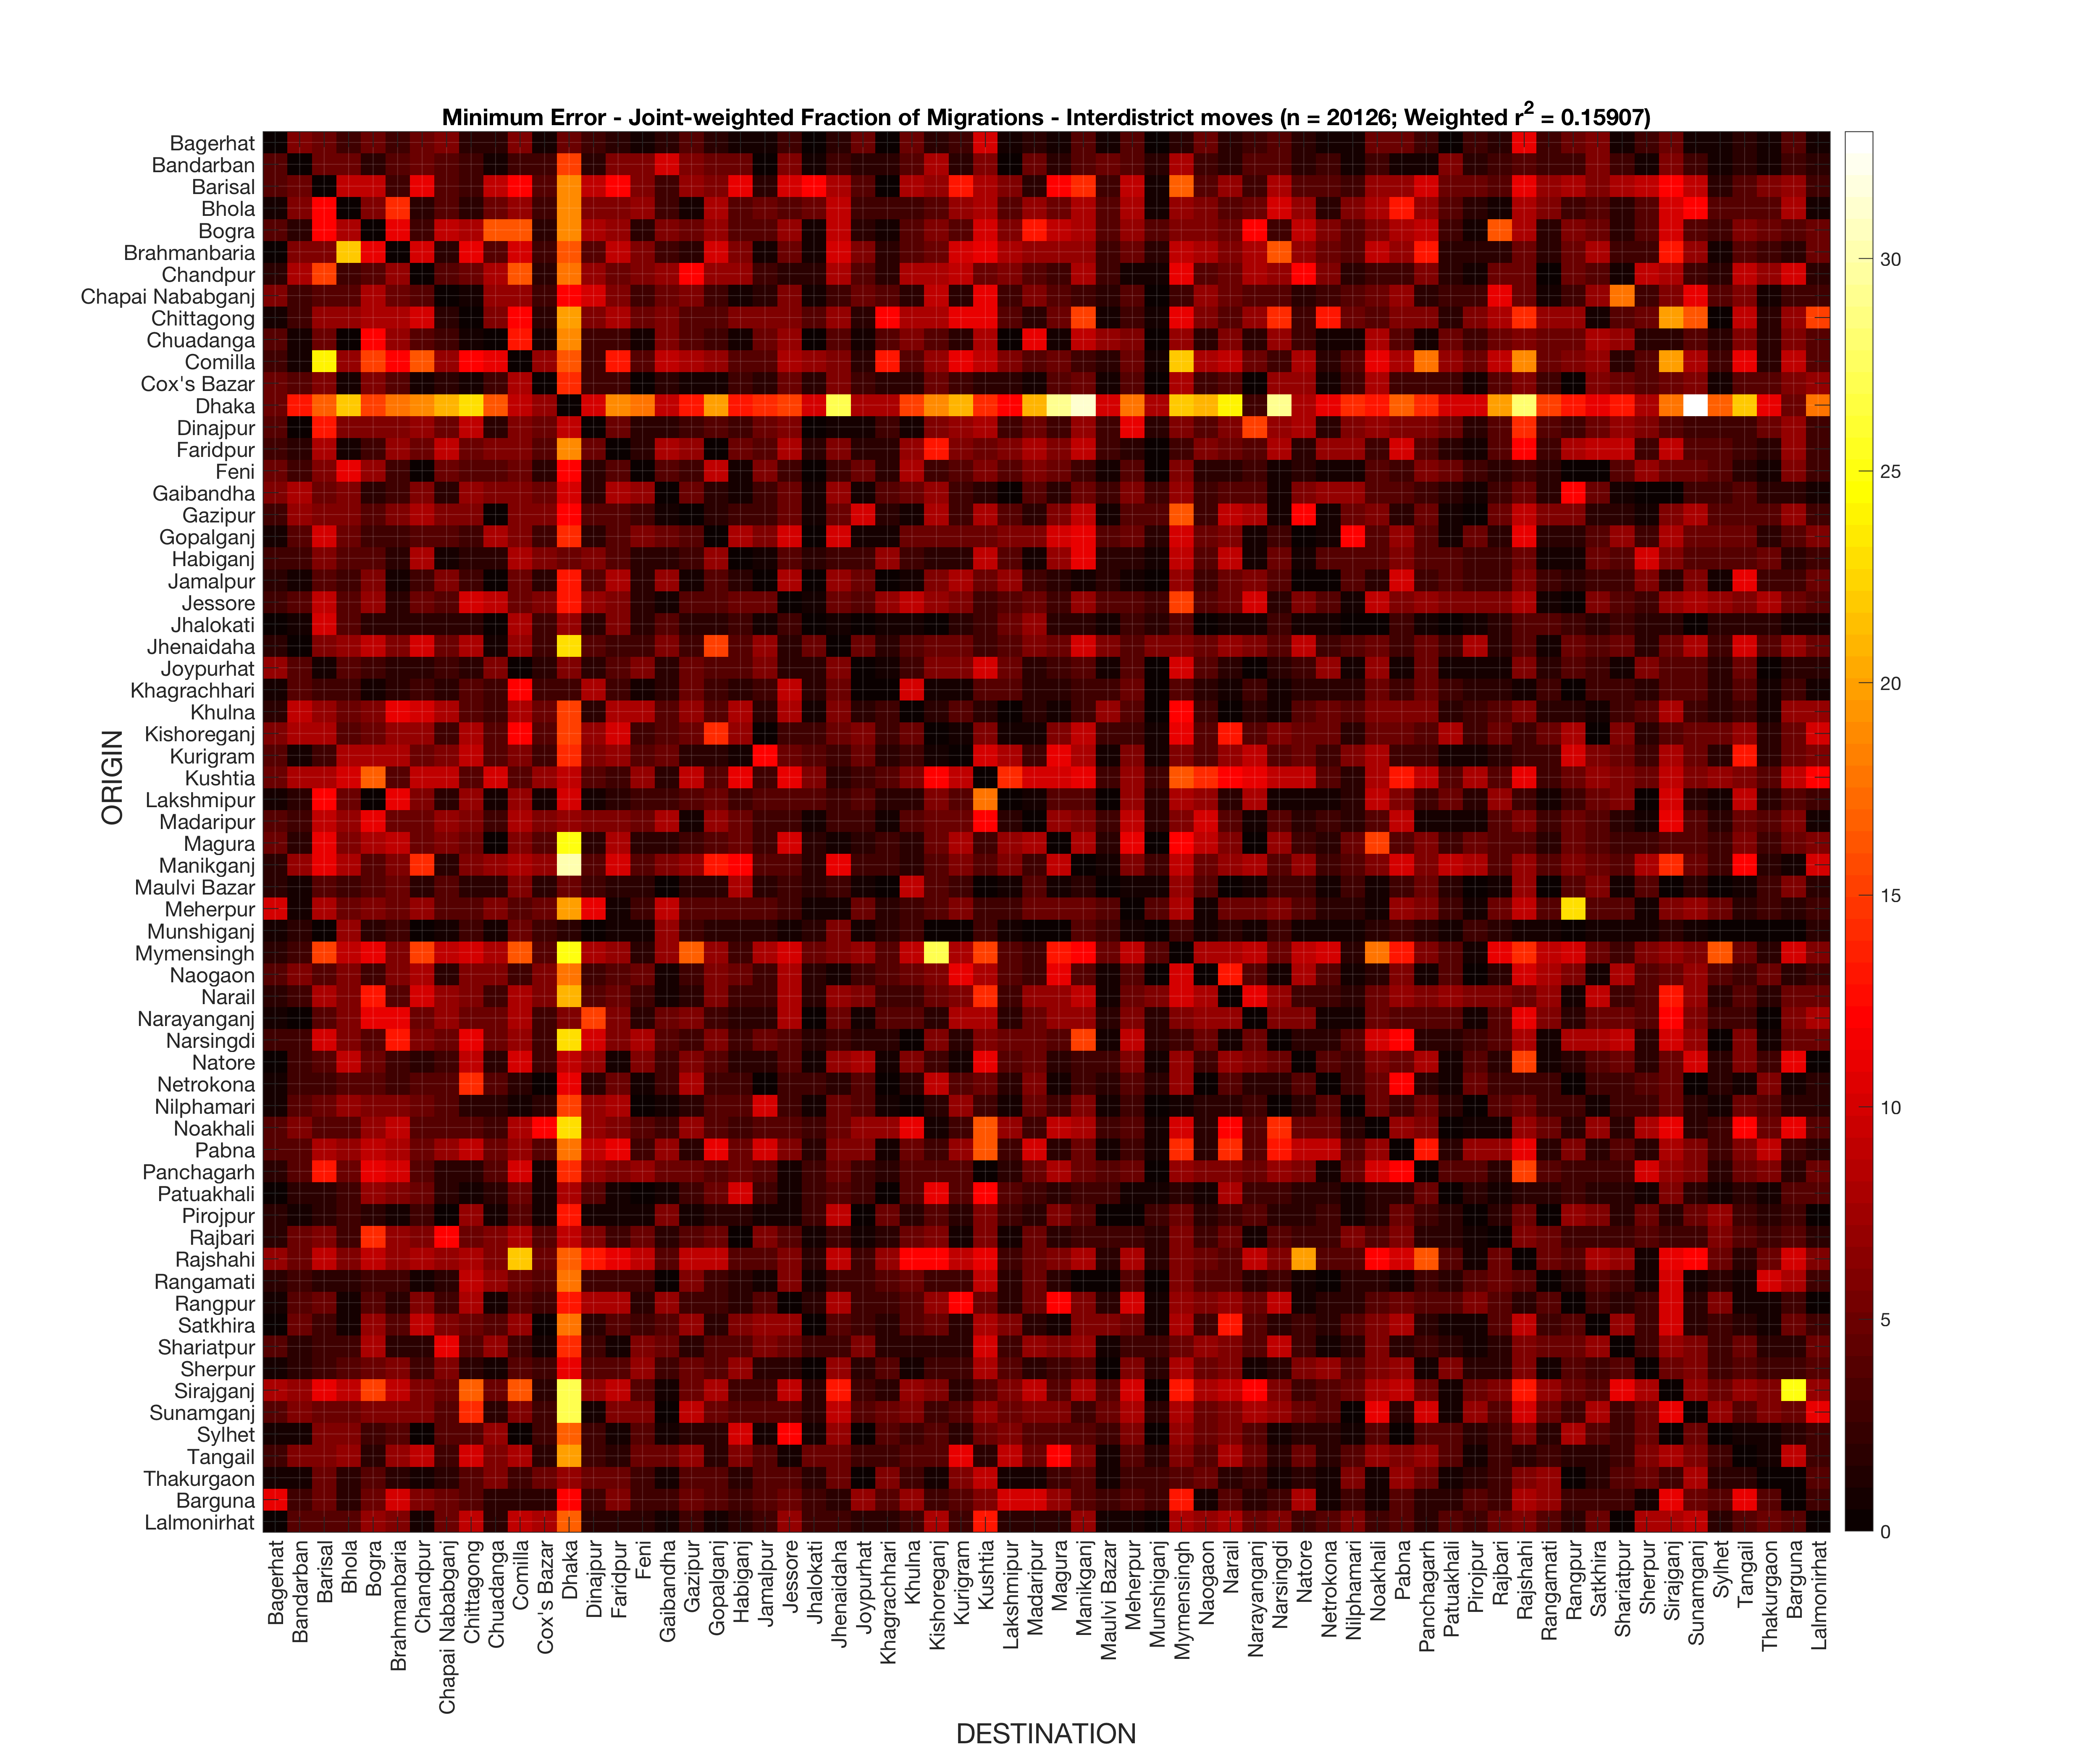 Minimum Error - Joint-weighted Fraction of Migrations - Interdistrict moves (n = 20126; Weighted r2 = 0.15907)
ORIGIN
Bagerhat
Bandarban
Barisal
Bhola
Bogra
Brahmanbaria
Chandpur
Chapai Nababganj
Chittagong
Chuadanga
Comilla
Cox's Bazar
Dhaka
Dinajpur
Faridpur
Feni
Gaibandha
Gazipur
Gopalganj
Habiganj
Jamalpur
Jessore
Jhalokati
Jhenaidaha
Joypurhat
Khagrachhari
Khulna
Kishoreganj
Kurigram
Kushtia
Lakshmipur
Madaripur
Magura
Manikganj
Maulvi Bazar
Meherpur
Munshiganj
Mymensingh
Naogaon
Narail
Narayanganj
Narsingdi
Natore
Netrokona
Nilphamari
Noakhali
Pabna
Panchagarh
Patuakhali
Pirojpur
Rajbari
Rajshahi
Rangamati
Rangpur
Satkhira
Shariatpur
Sherpur
Sirajganj
Sunamganj
Sylhet
Tangail
Thakurgaon
Barguna
Lalmonirhat
30
25
20
15
10
5
0
Bagerhat
Bandarban
Barisal
Bhola
Bogra
Brahmanbaria
Chandpur
Chapai Nababganj
Chittagong
Chuadanga
Comilla
Cox's Bazar
Dhaka
Dinajpur
Faridpur
Feni
Gaibandha
Gazipur
Gopalganj
Habiganj
Jamalpur
Jessore
Jhalokati
Jhenaidaha
Joypurhat
Khagrachhari
Khulna
Kishoreganj
Kurigram
Kushtia
Lakshmipur
Madaripur
Magura
Manikganj
Maulvi Bazar
Meherpur
Munshiganj
Mymensingh
Naogaon
Narail
Narayanganj
Narsingdi
Natore
Netrokona
Nilphamari
Noakhali
Pabna
Panchagarh
Patuakhali
Pirojpur
Rajbari
Rajshahi
Rangamati
Rangpur
Satkhira
Shariatpur
Sherpur
Sirajganj
Sunamganj
Sylhet
Tangail
Thakurgaon
Barguna
Lalmonirhat
DESTINATION